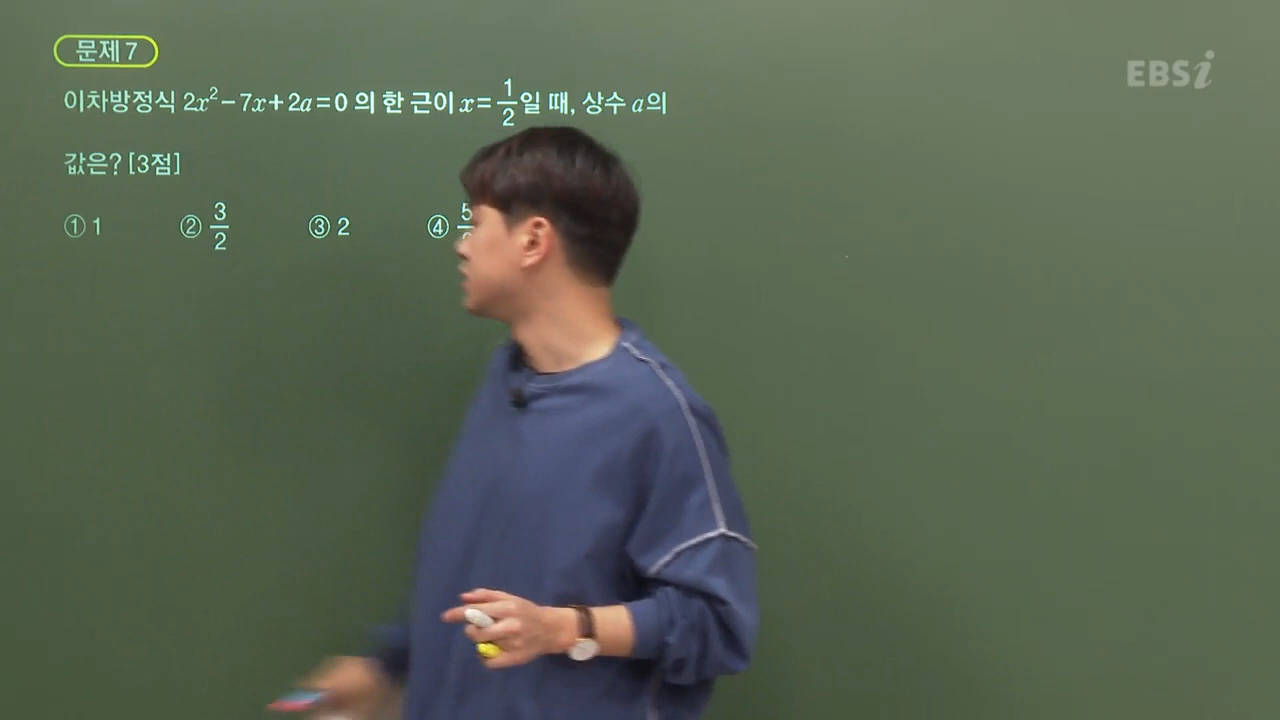 문제 7
EBSi
이차방정식 2x² - 7x + 2a = 0 의 한 근이 x = 1/2 일 때, 상수 a의
값은? [3점]
① 1 ② 3/2 ③ 2 ④ 5